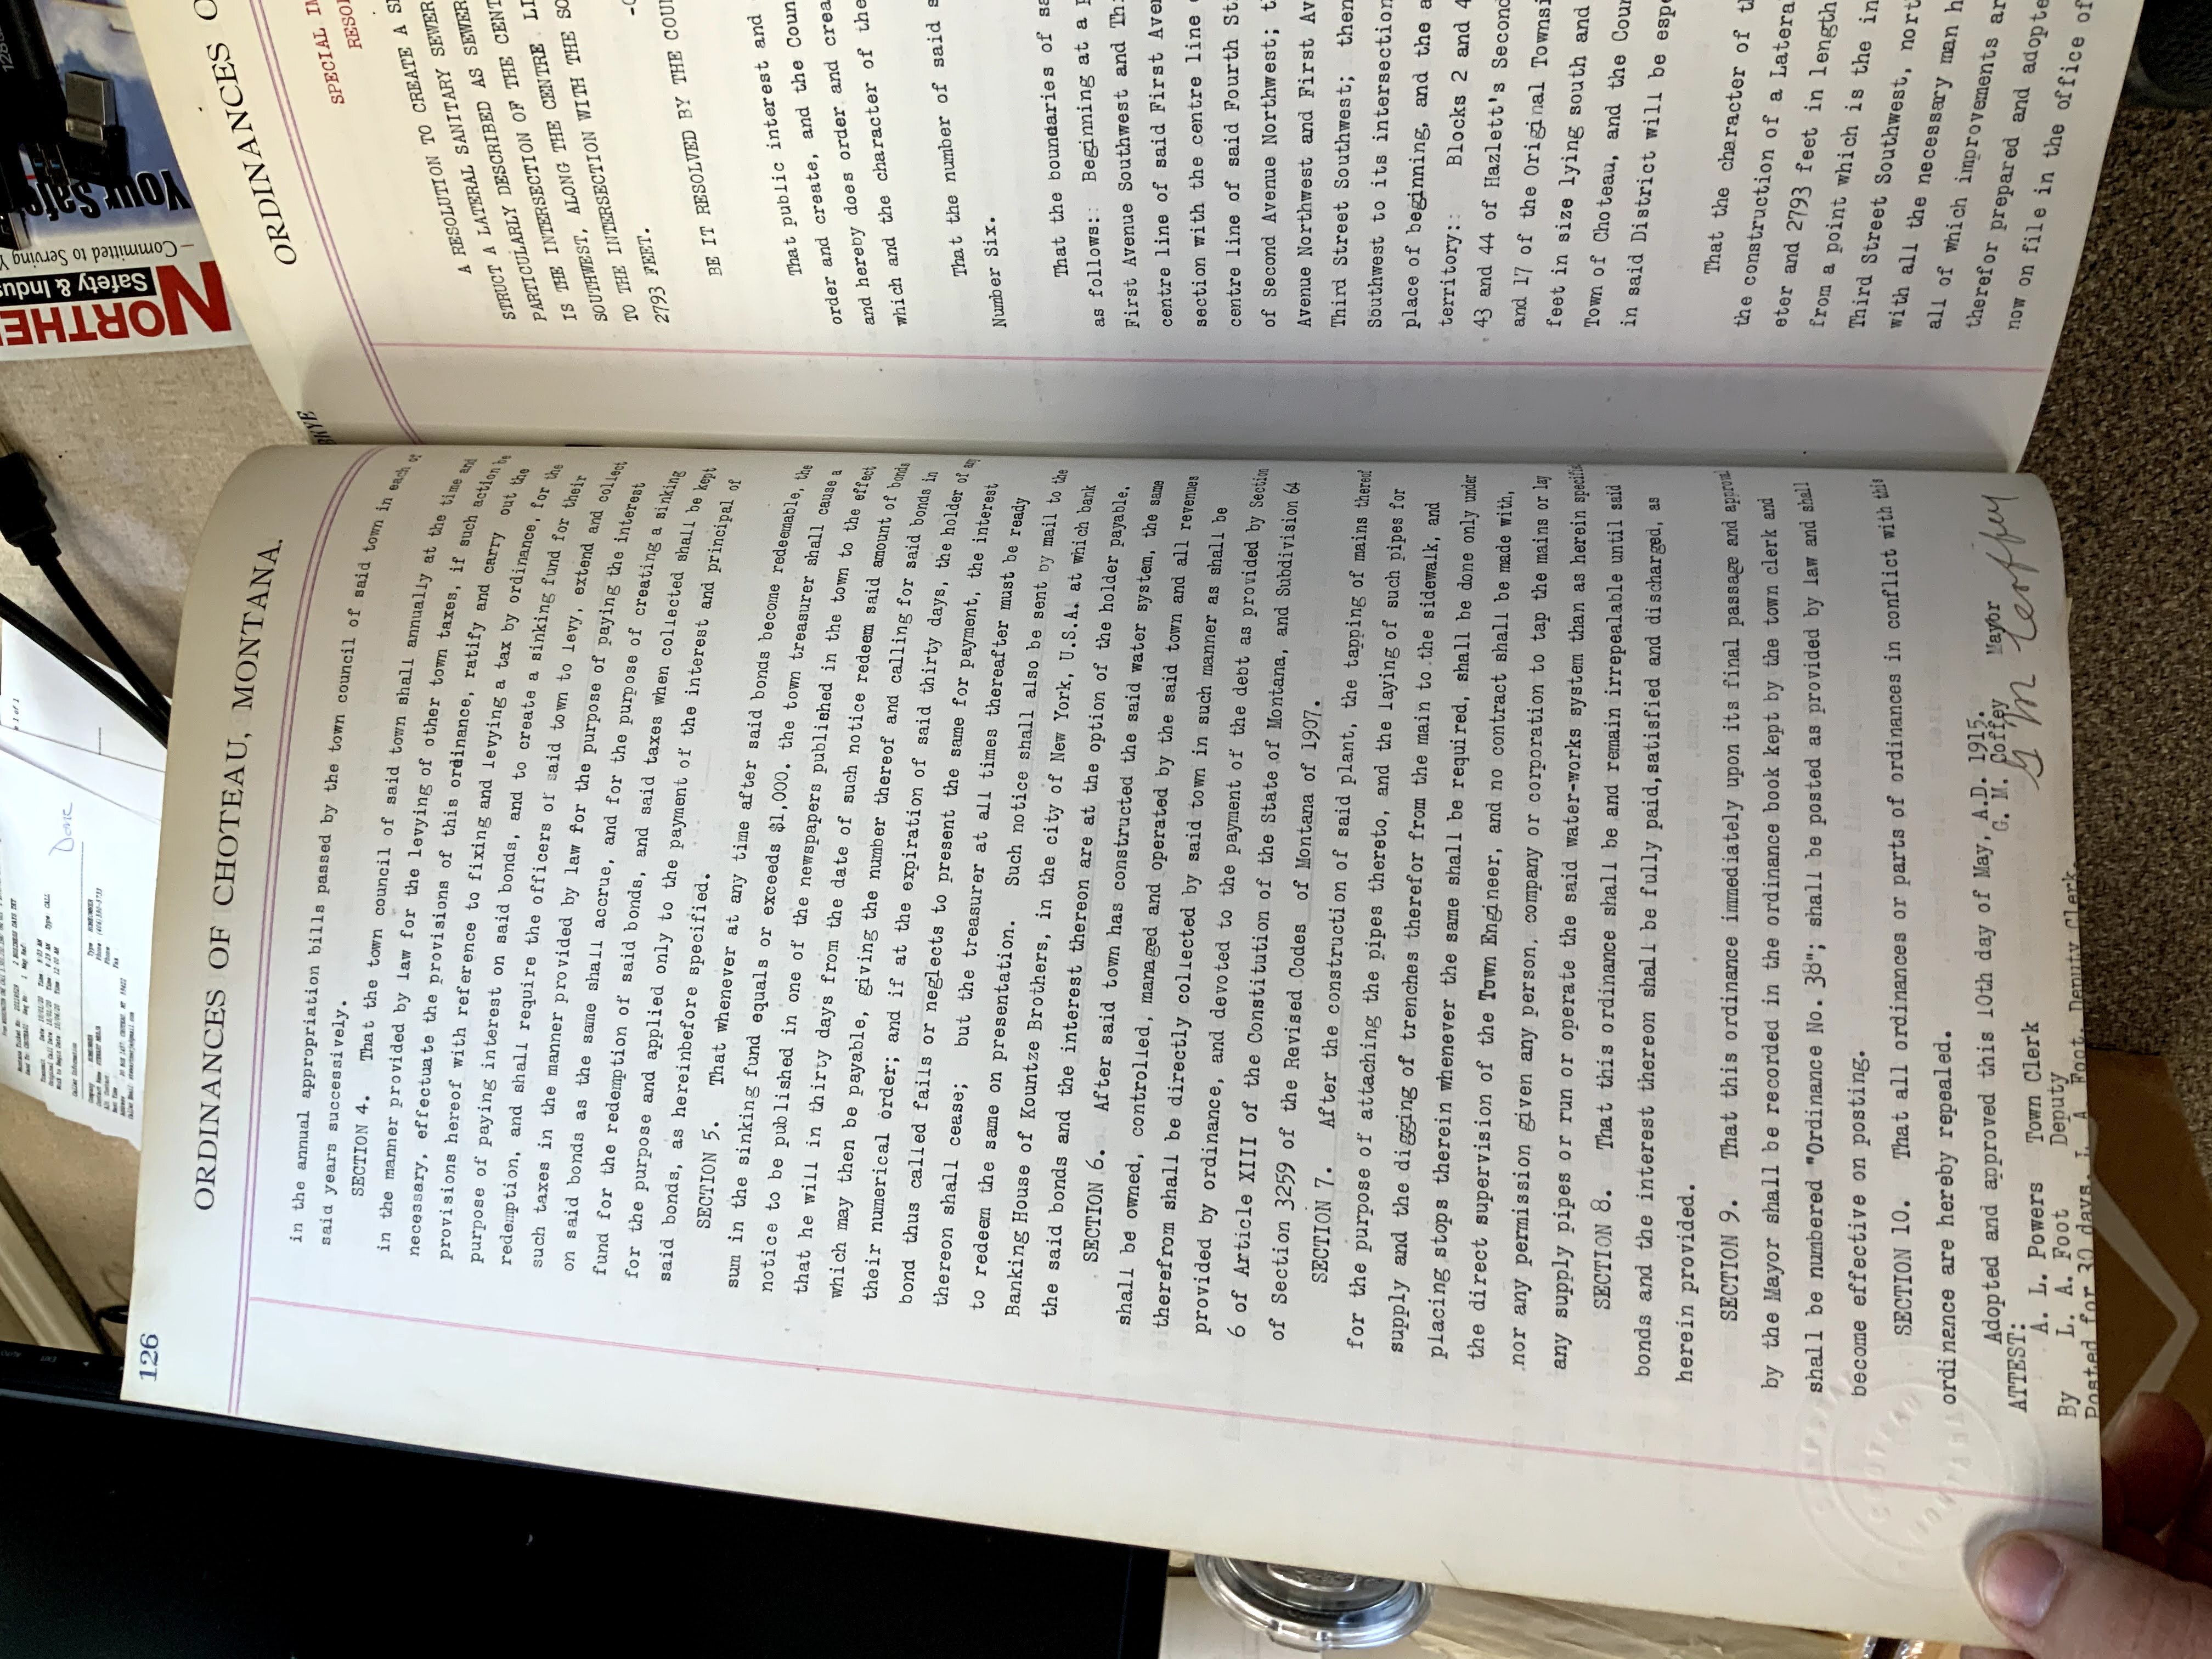 126
ORDINANCES OF CHOTEAU, MONTANA.
in the annual appropriation bills passed by the town council of said town in each of
said years successively.
SECTION 4. That the town council of said town shall annually at the time and
in the manner provided by law for the levying of other town taxes, if such action be
necessary, effectuate the provisions of this ordinance, ratify and carry out the
provisions hereof with reference to fixing and levying a tax by ordinance, for the
purpose of paying interest on said bonds, and to create a sinking fund for their
redemption, and shall require the officers of said town to levy, extend and collect
such taxes in the manner provided by law for the purpose of paying the interest
on said bonds as the same shall accrue, and for the purpose of creating a sinking
fund for the redemption of said bonds, and said taxes when collected shall be kept
for the purpose and applied only to the payment of the interest and principal of
said bonds, as hereinbefore specified.
SECTION 5. That whenever at any time after said bonds become redeemable, the
sum in the sinking fund equals or exceeds $1,000. the town treasurer shall cause a
notice to be published in one of the newspapers published in the town to the effect
that he will in thirty days from the date of such notice redeem said amount of bonds
which may then be payable, giving the number thereof and calling for said bonds in
their numerical order; and if at the expiration of said thirty days, the holder of any
bond thus called fails or neglects to present the same for payment, the interest
thereon shall cease; but the treasurer at all times thereafter must be ready
to redeem the same on presentation. Such notice shall also be sent by mail to the
Banking House of Kountze Brothers, in the city of New York, U.S.A. at which bank
the said bonds and the interest thereon are at the option of the holder payable.
SECTION 6. After said town has constructed the said water system, the same
shall be owned, controlled, managed and operated by the said town and all revenues
therefrom shall be directly collected by said town in such manner as shall be
provided by ordinance, and devoted to the payment of the debt as provided by Section
6 of Article XIII of the Constitution of the State of Montana, and Subdivision 64
of Section 3259 of the Revised Codes of Montana of 1907.
SECTION 7. After the construction of said plant, the tapping of mains thereof
for the purpose of attaching the pipes thereto, and the laying of such pipes for
supply and the digging of trenches therefor from the main to the sidewalk, and
placing stops therein whenever the same shall be required, shall be done only under
the direct supervision of the Town Engineer, and no contract shall be made with,
nor any permission given any person, company or corporation to tap the mains or lay
any supply pipes or run or operate the said water-works system than as herein specific
SECTION 8. That this ordinance shall be and remain irrepealable until said
bonds and the interest thereon shall be fully paid, satisfied and discharged, as
herein provided.
SECTION 9. That this ordinance immediately upon its final passage and approval
by the Mayor shall be recorded in the ordinance book kept by the town clerk and
shall be numbered "Ordinance No. 38"; shall be posted as provided by law and shall
become effective on posting.
SECTION 10. That all ordinances or parts of ordinances in conflict with this
ordinance are hereby repealed.
Adopted and approved this 10th day of May, A.D. 1915.
G. M. Coffey Mayor
G M Coffey
ATTEST:
A. L. Powers Town Clerk
By L. A. Foot Deputy
Posted for 30 days. L. A Foot, Deputy Clerk.
ORDINANCES O
SPECIAL IM
RESO
A RESOLUTION TO CREATE A S
STRUCT A LATERAL SANITARY SEWER
PARTICULARLY DESCRIBED AS SEWER
IS THE INTERSECTION OF THE CENT
SOUTHWEST, ALONG THE CENTRE LI
TO THE INTERSECTION WITH THE SO
2793 FEET.
BE IT RESOLVED BY THE COU
That public interest and
order and create, and the Coun
and hereby does order and crea
which and the character of the
That the number of said s
Number Six.
That the boundaries of sa
as follows:: Beginning at a
First Avenue Southwest and Th
centre line of said First Aven
section with the centre line
centre line of said Fourth St
of Second Avenue Northwest; t
Avenue Northwest and First Av
Third Street Southwest; then
Southwest to its intersection
place of beginning, and the a
territory:: Blocks 2 and 4
43 and 44 of Hazlett's Second
and 17 of the Original Townsi
feet in size lying south and
Town of Choteau, and the Cour
in said District will be espe
That the character of th
the construction of a Latera
eter and 2793 feet in length
from a point which is the in
Third Street Southwest, nort
with all the necessary man h
all of which improvements ar
therefor prepared and adopte
now on file in the office of
NORTHE
Safety & Indus
– Committed to Serving Y
Your Safe
Done